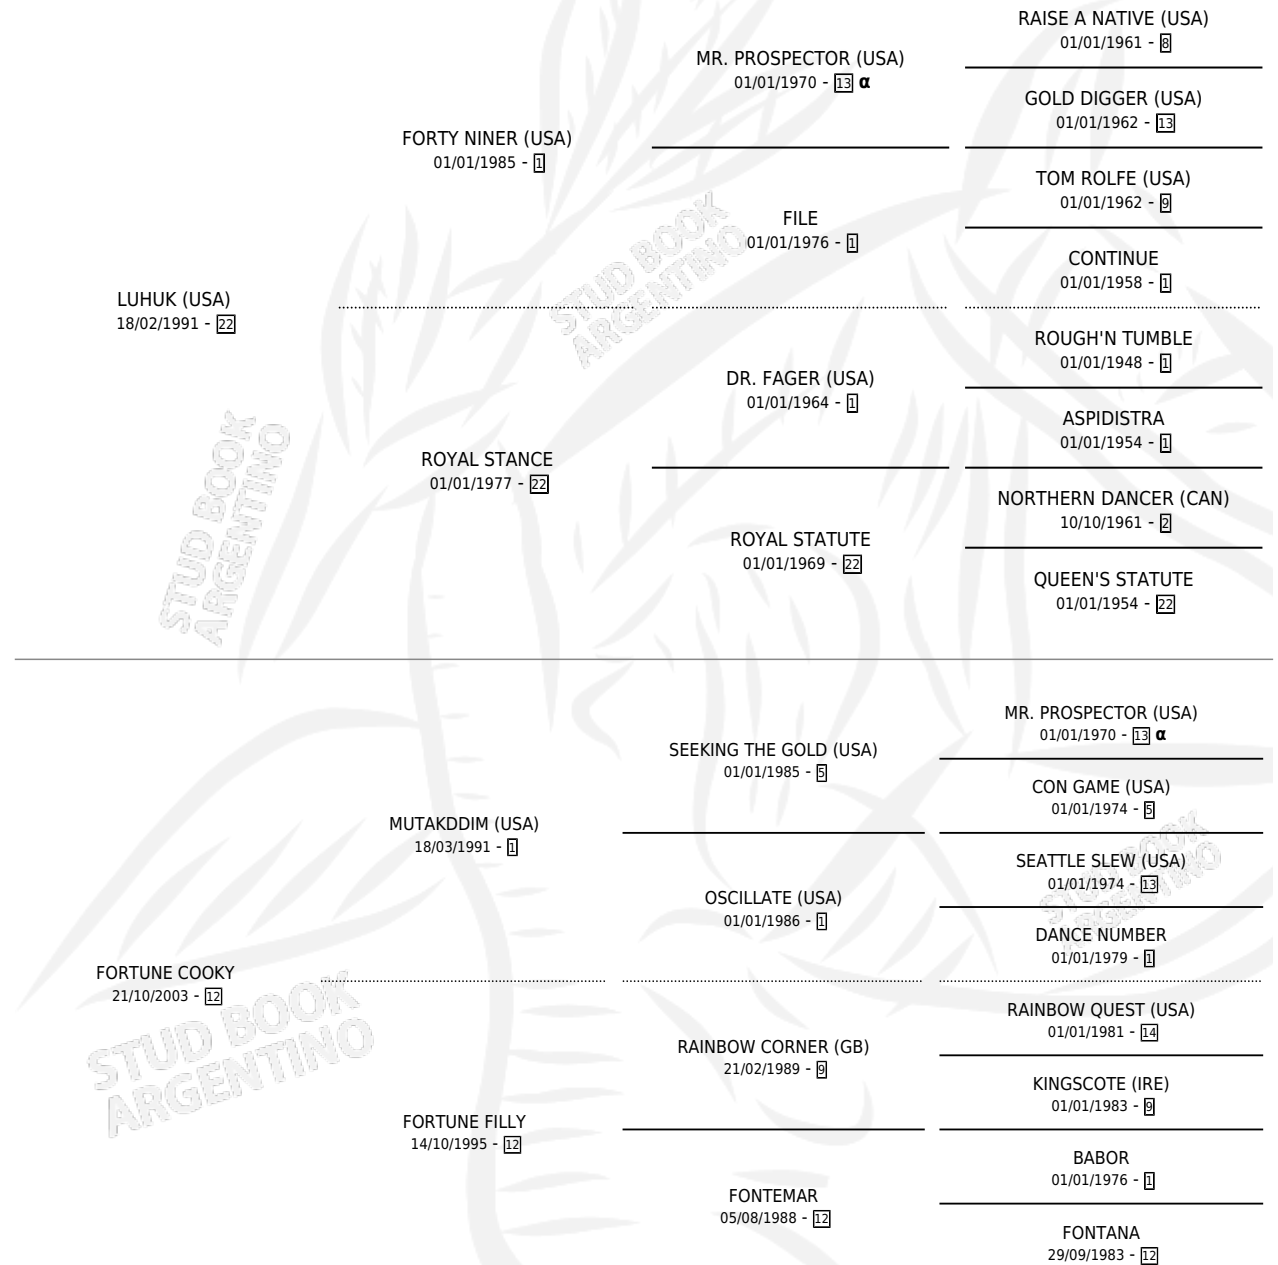 RAISE A NATIVE (USA)
01/01/1961 - 8
MR. PROSPECTOR (USA)
01/01/1970 - 13 α
GOLD DIGGER (USA)
01/01/1962 - 13
FORTY NINER (USA)
01/01/1985 - 1
TOM ROLFE (USA)
01/01/1962 - 9
FILE
01/01/1976 - 1
CONTINUE
01/01/1958 - 1
LUHUK (USA)
18/02/1991 - 22
ROUGH'N TUMBLE
01/01/1948 - 1
DR. FAGER (USA)
01/01/1964 - 1
ASPIDISTRA
01/01/1954 - 1
ROYAL STANCE
01/01/1977 - 22
NORTHERN DANCER (CAN)
10/10/1961 - 2
ROYAL STATUTE
01/01/1969 - 22
QUEEN'S STATUTE
01/01/1954 - 22
MR. PROSPECTOR (USA)
01/01/1970 - 13 α
SEEKING THE GOLD (USA)
01/01/1985 - 5
CON GAME (USA)
01/01/1974 - 5
MUTAKDDIM (USA)
18/03/1991 - 1
SEATTLE SLEW (USA)
01/01/1974 - 13
OSCILLATE (USA)
01/01/1986 - 1
DANCE NUMBER
01/01/1979 - 1
FORTUNE COOKY
21/10/2003 - 12
RAINBOW QUEST (USA)
01/01/1981 - 14
RAINBOW CORNER (GB)
21/02/1989 - 9
KINGSCOTE (IRE)
01/01/1983 - 9
FORTUNE FILLY
14/10/1995 - 12
BABOR
01/01/1976 - 1
FONTEMAR
05/08/1988 - 12
FONTANA
29/09/1983 - 12
STUD BOOK
ARGENTINO
STUD BOOK
ARGENTINO
STUD BOOK
ARGENTINO
STUD BOOK
ARGENTINO